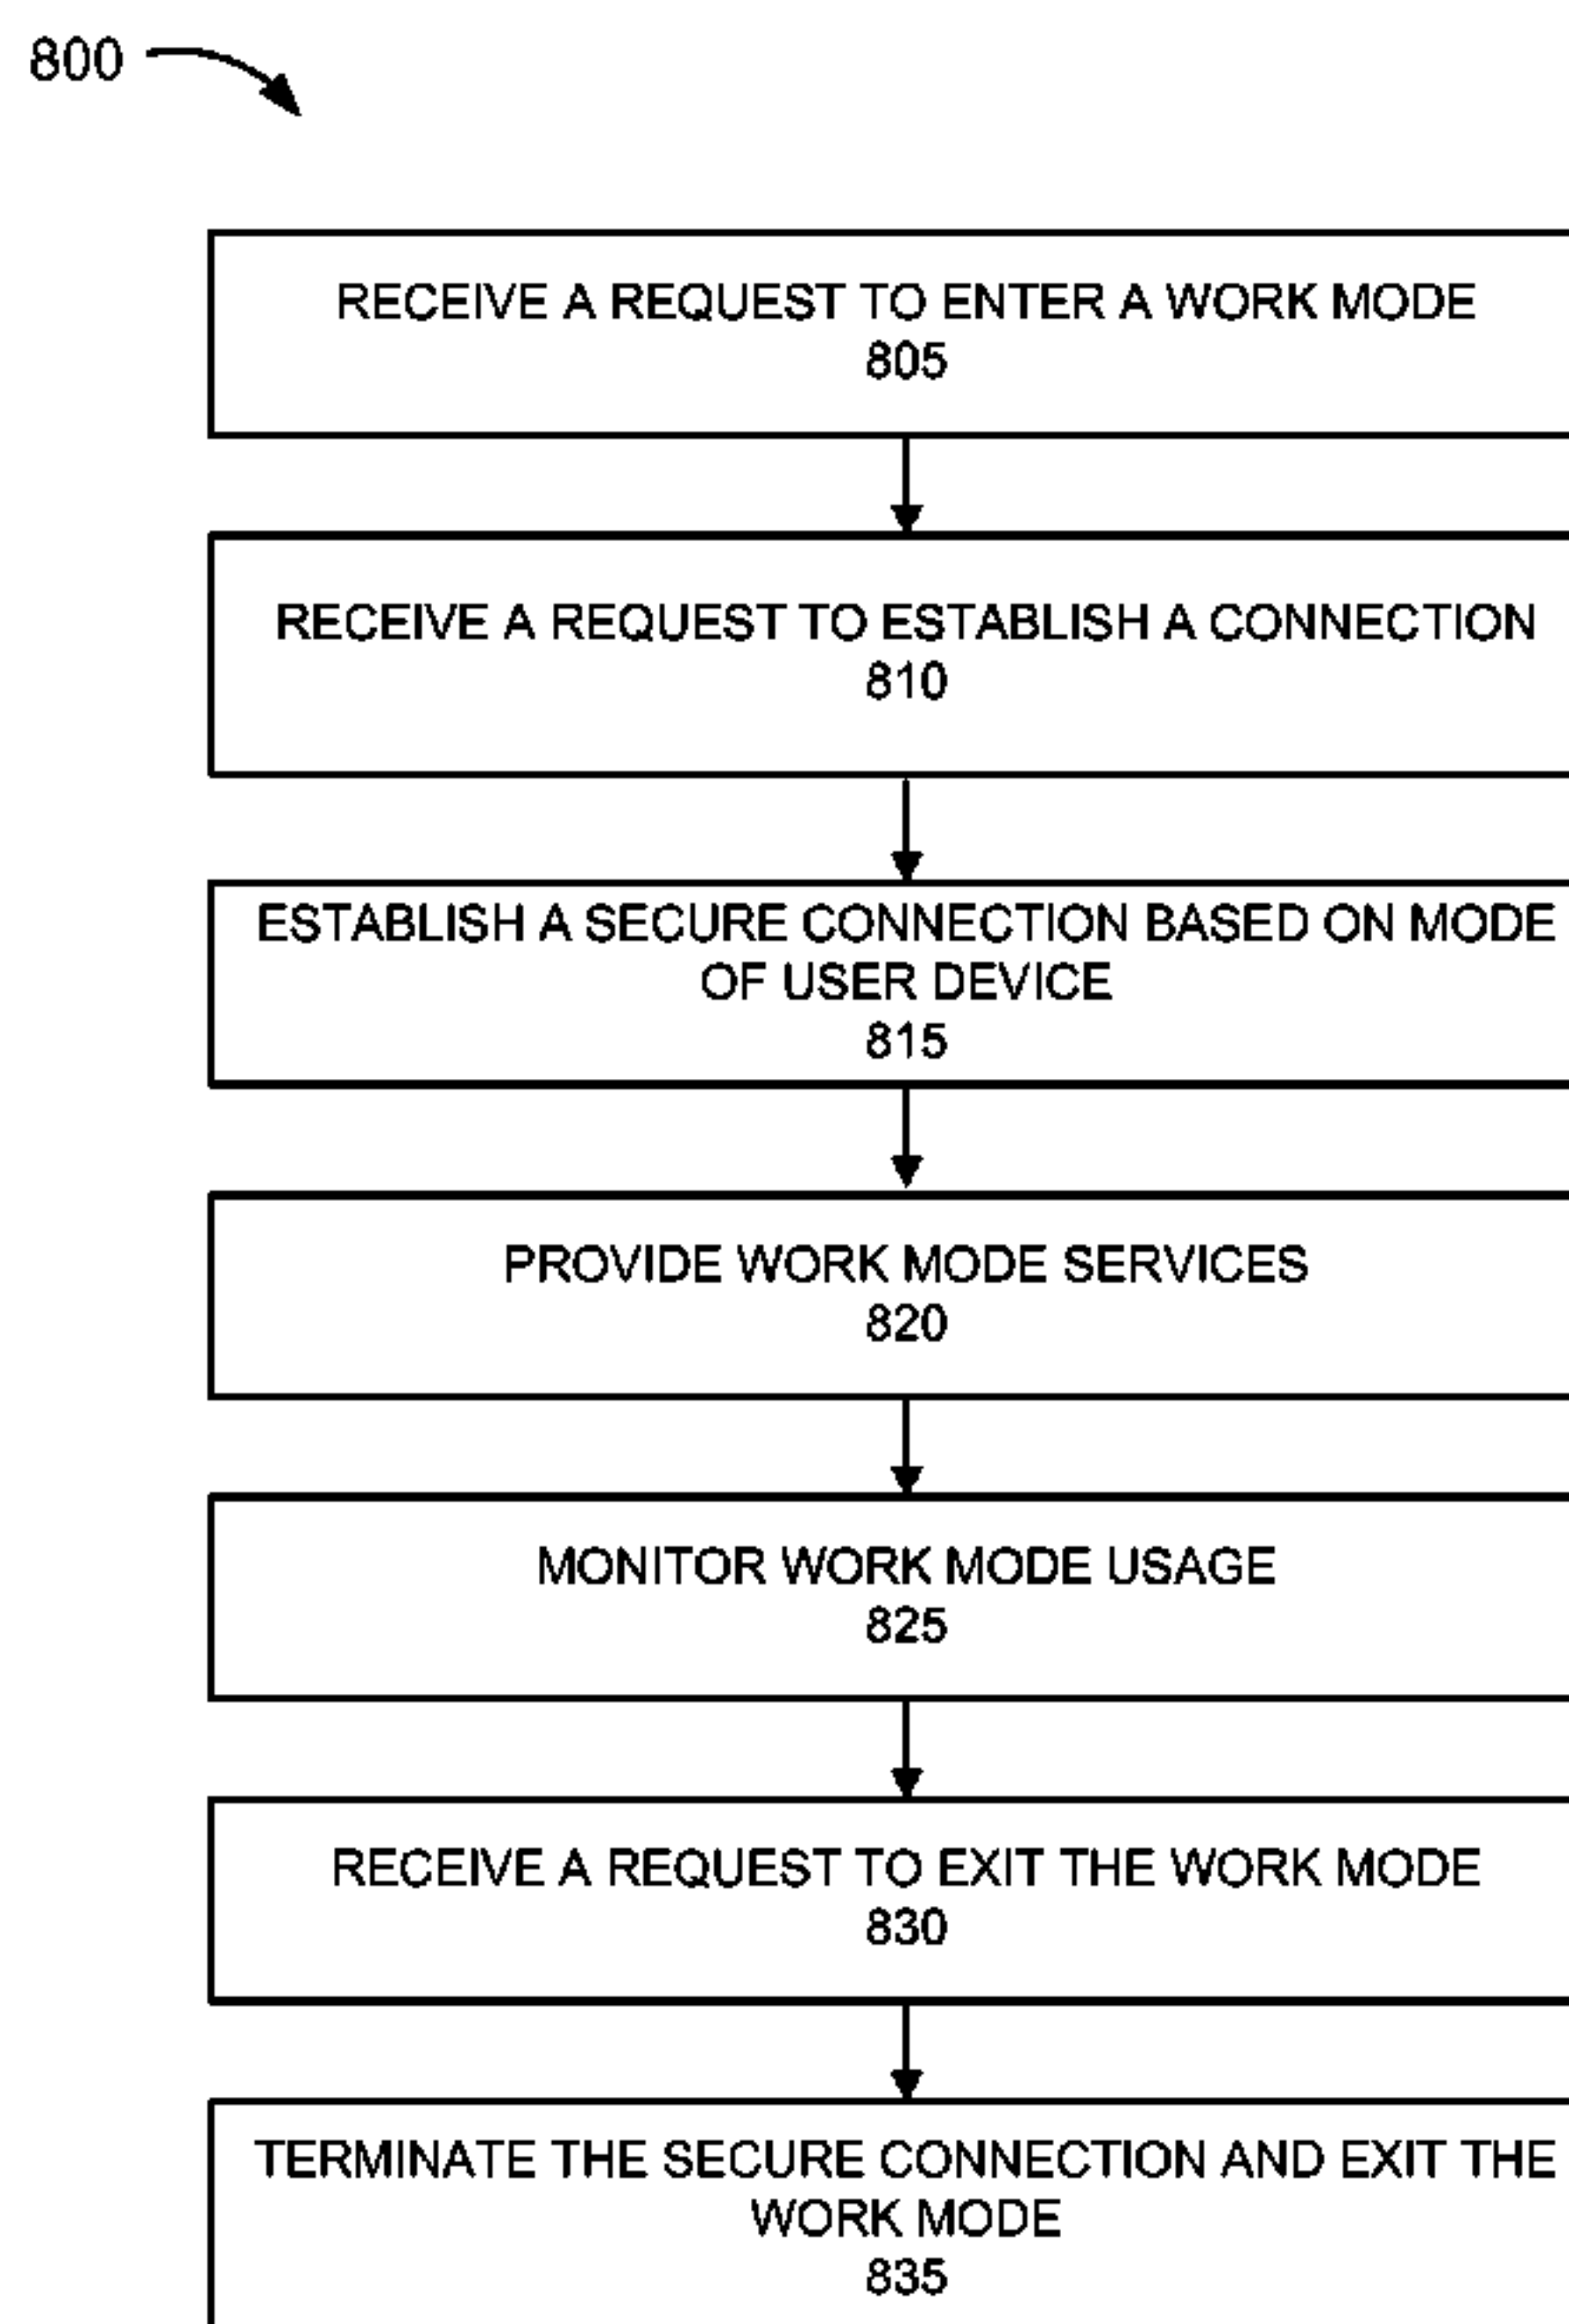 800
RECEIVE A REQUEST TO ENTER A WORK MODE
805
RECEIVE A REQUEST TO ESTABLISH A CONNECTION
810
ESTABLISH A SECURE CONNECTION BASED ON MODE
OF USER DEVICE
815
PROVIDE WORK MODE SERVICES
820
MONITOR WORK MODE USAGE
825
RECEIVE A REQUEST TO EXIT THE WORK MODE
830
TERMINATE THE SECURE CONNECTION AND EXIT THE
WORK MODE
835